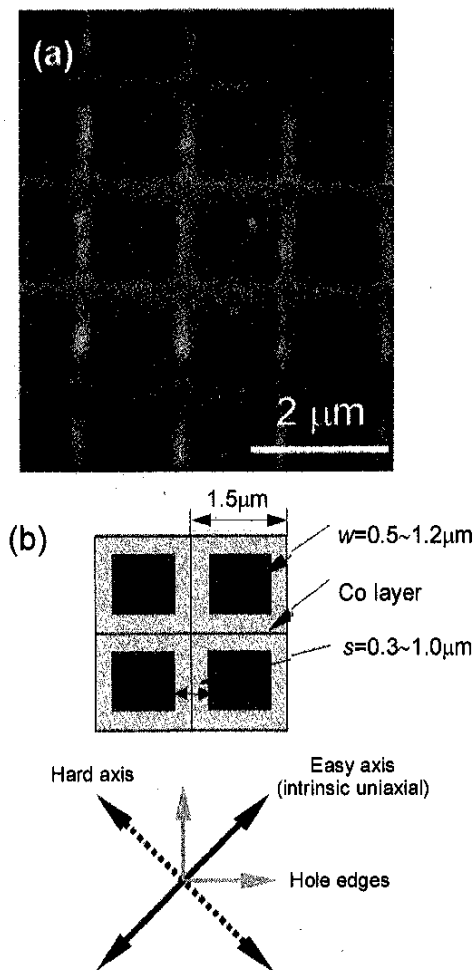 (a)
2 μm
(b)
1.5μm
w=0.5~1.2μm
Co layer
s=0.3~1.0μm
Hard axis
Easy axis
(intrinsic uniaxial)
Hole edges